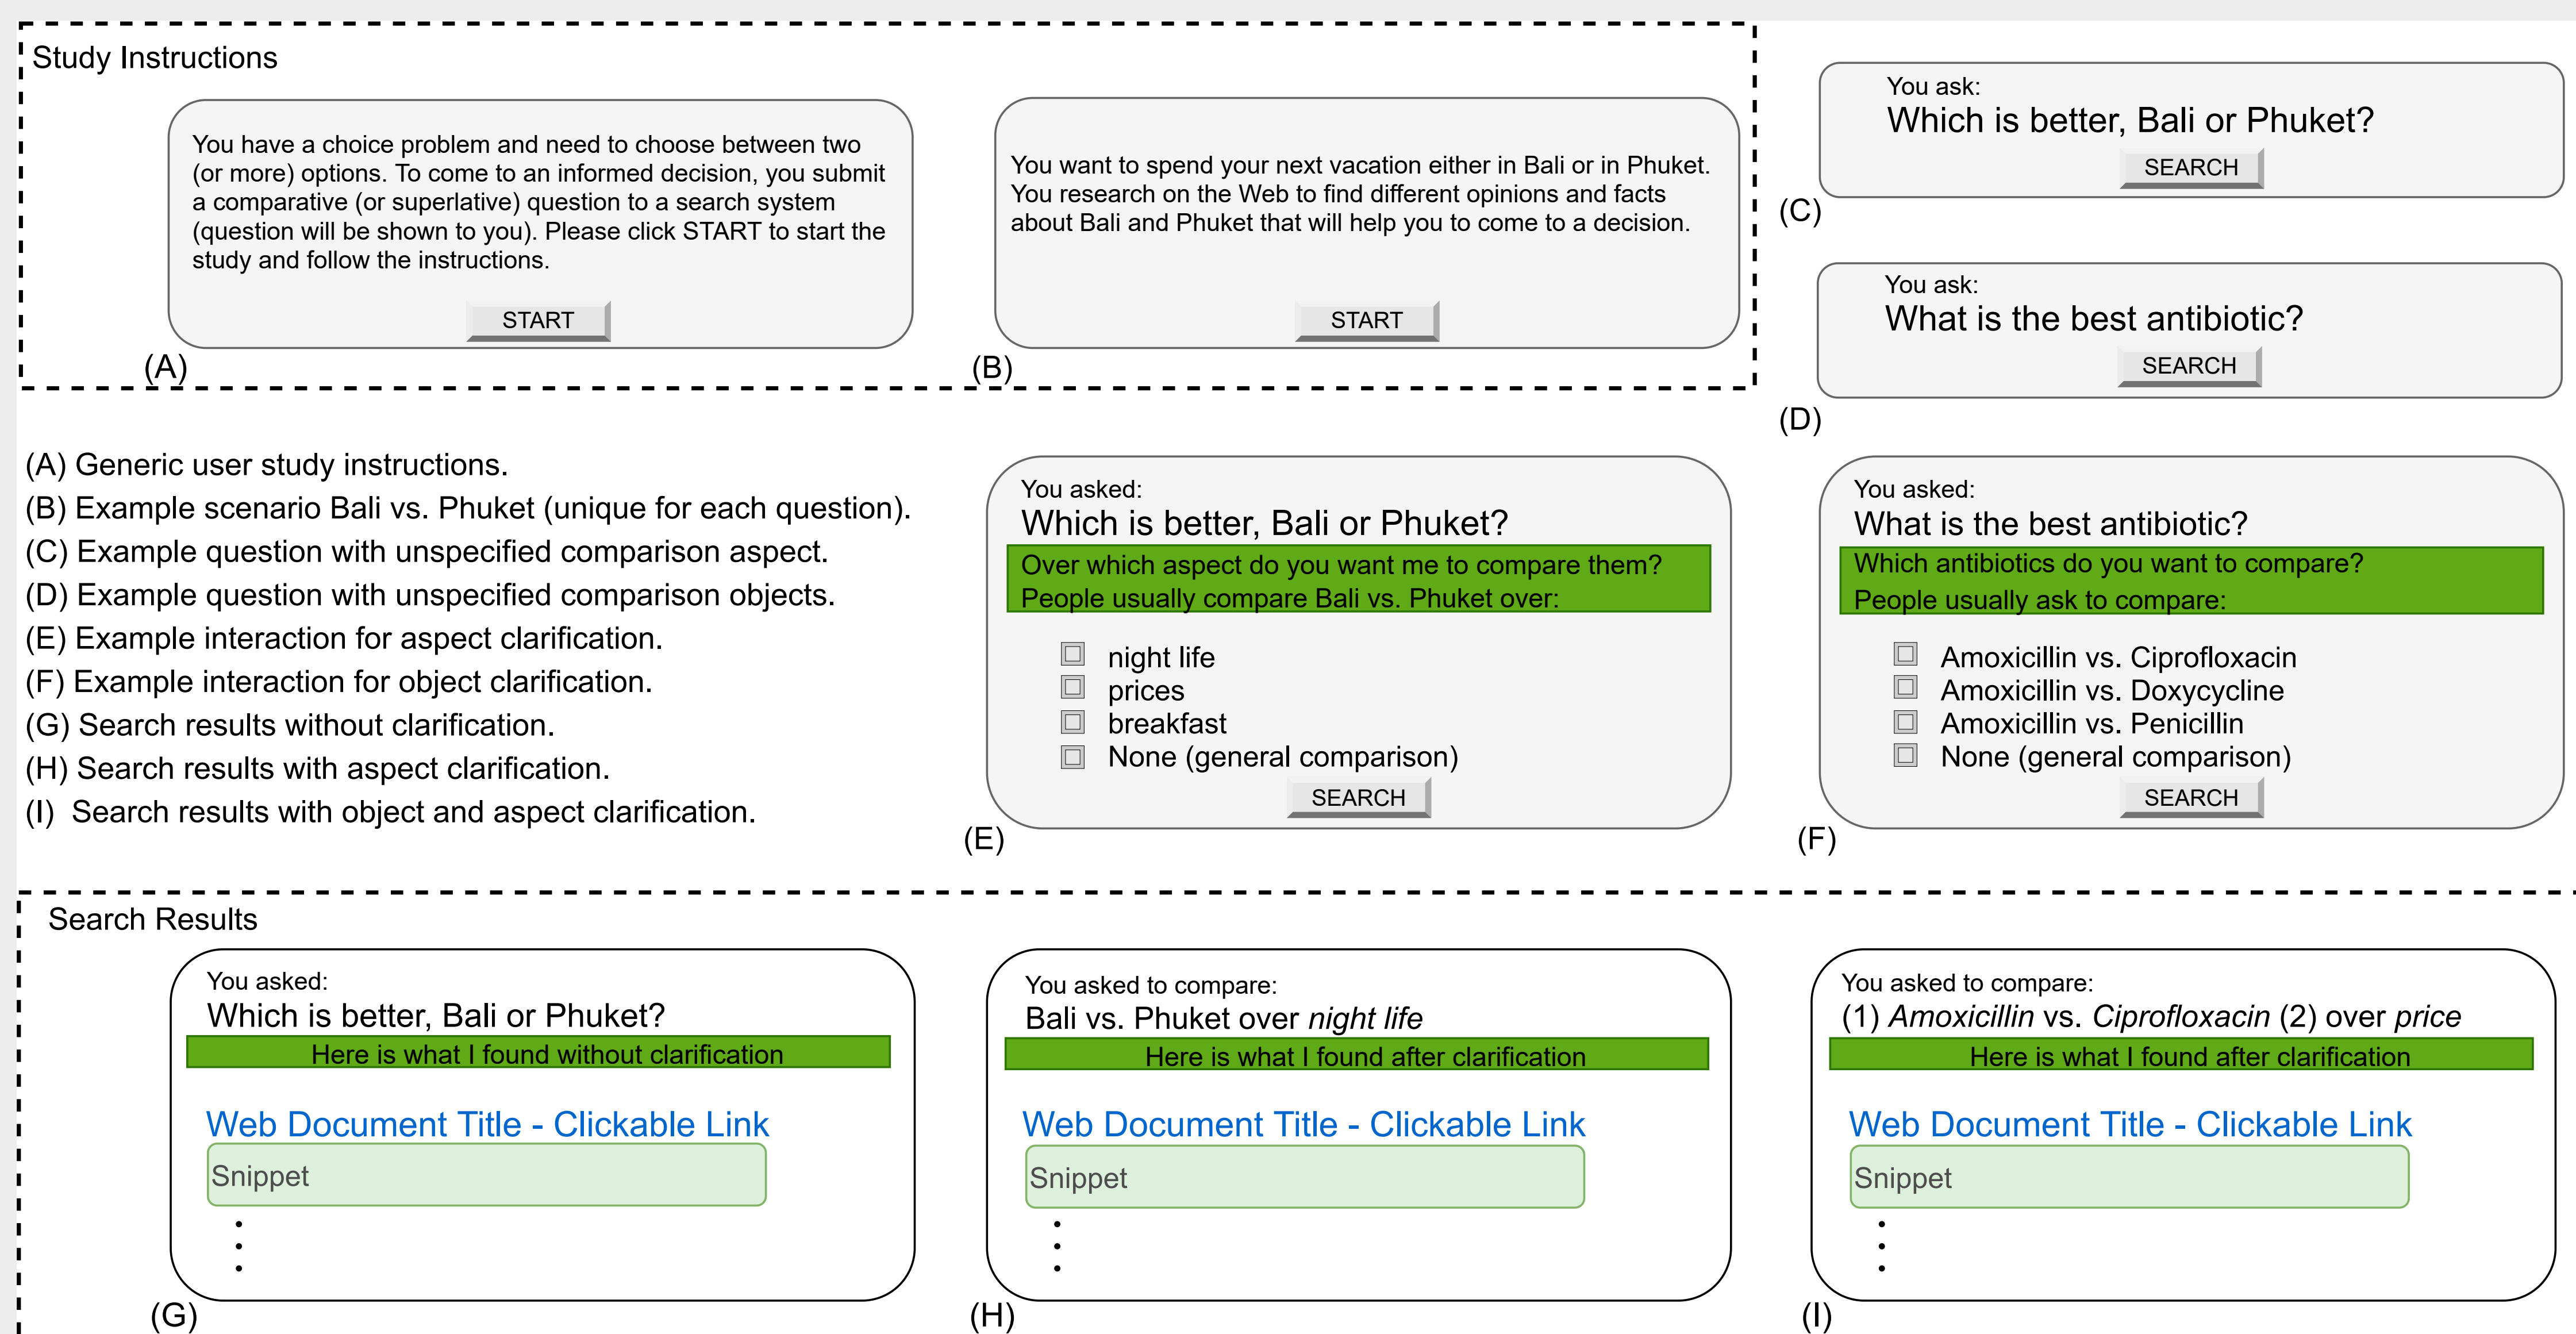 Study Instructions
You have a choice problem and need to choose between two
(or more) options. To come to an informed decision, you submit
a comparative (or superlative) question to a search system
(question will be shown to you). Please click START to start the
study and follow the instructions.
START
(A)
You want to spend your next vacation either in Bali or in Phuket.
You research on the Web to find different opinions and facts
about Bali and Phuket that will help you to come to a decision.
START
(B)
You ask:
Which is better, Bali or Phuket?
SEARCH
(C)
You ask:
What is the best antibiotic?
SEARCH
(D)
(A) Generic user study instructions.
(B) Example scenario Bali vs. Phuket (unique for each question).
(C) Example question with unspecified comparison aspect.
(D) Example question with unspecified comparison objects.
(E) Example interaction for aspect clarification.
(F) Example interaction for object clarification.
(G) Search results without clarification.
(H) Search results with aspect clarification.
(I) Search results with object and aspect clarification.
You asked:
Which is better, Bali or Phuket?
Over which aspect do you want me to compare them?
People usually compare Bali vs. Phuket over:
night life
prices
breakfast
None (general comparison)
SEARCH
(E)
You asked:
What is the best antibiotic?
Which antibiotics do you want to compare?
People usually ask to compare:
Amoxicillin vs. Ciprofloxacin
Amoxicillin vs. Doxycycline
Amoxicillin vs. Penicillin
None (general comparison)
SEARCH
(F)
Search Results
You asked:
Which is better, Bali or Phuket?
Here is what I found without clarification
Web Document Title - Clickable Link
Snippet
(G)
You asked to compare:
Bali vs. Phuket over night life
Here is what I found after clarification
Web Document Title - Clickable Link
Snippet
(H)
You asked to compare:
(1) Amoxicillin vs. Ciprofloxacin (2) over price
Here is what I found after clarification
Web Document Title - Clickable Link
Snippet
(I)